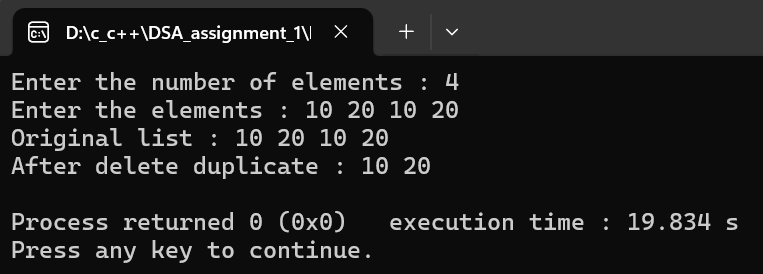 D:\c_c++\DSA_assignment_1\
Enter the number of elements : 4
Enter the elements : 10 20 10 20
Original list : 10 20 10 20
After delete duplicate : 10 20
Process returned 0 (0x0)   execution time : 19.834 s
Press any key to continue.